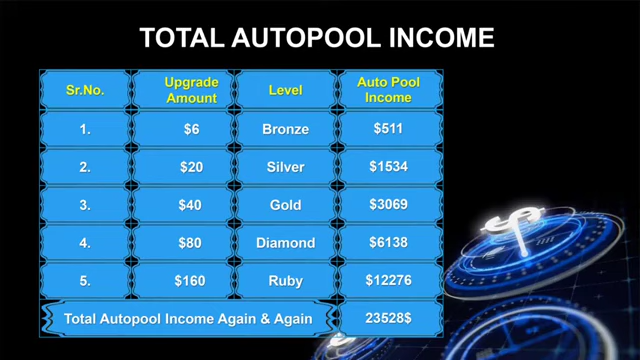 TOTAL AUTOPOOL INCOME
Sr.No. Upgrade Amount Level Auto Pool Income
1. $6 Bronze $511
2. $20 Silver $1534
3. $40 Gold $3069
4. $80 Diamond $6138
5. $160 Ruby $12276
Total Autopool Income Again & Again 23528$